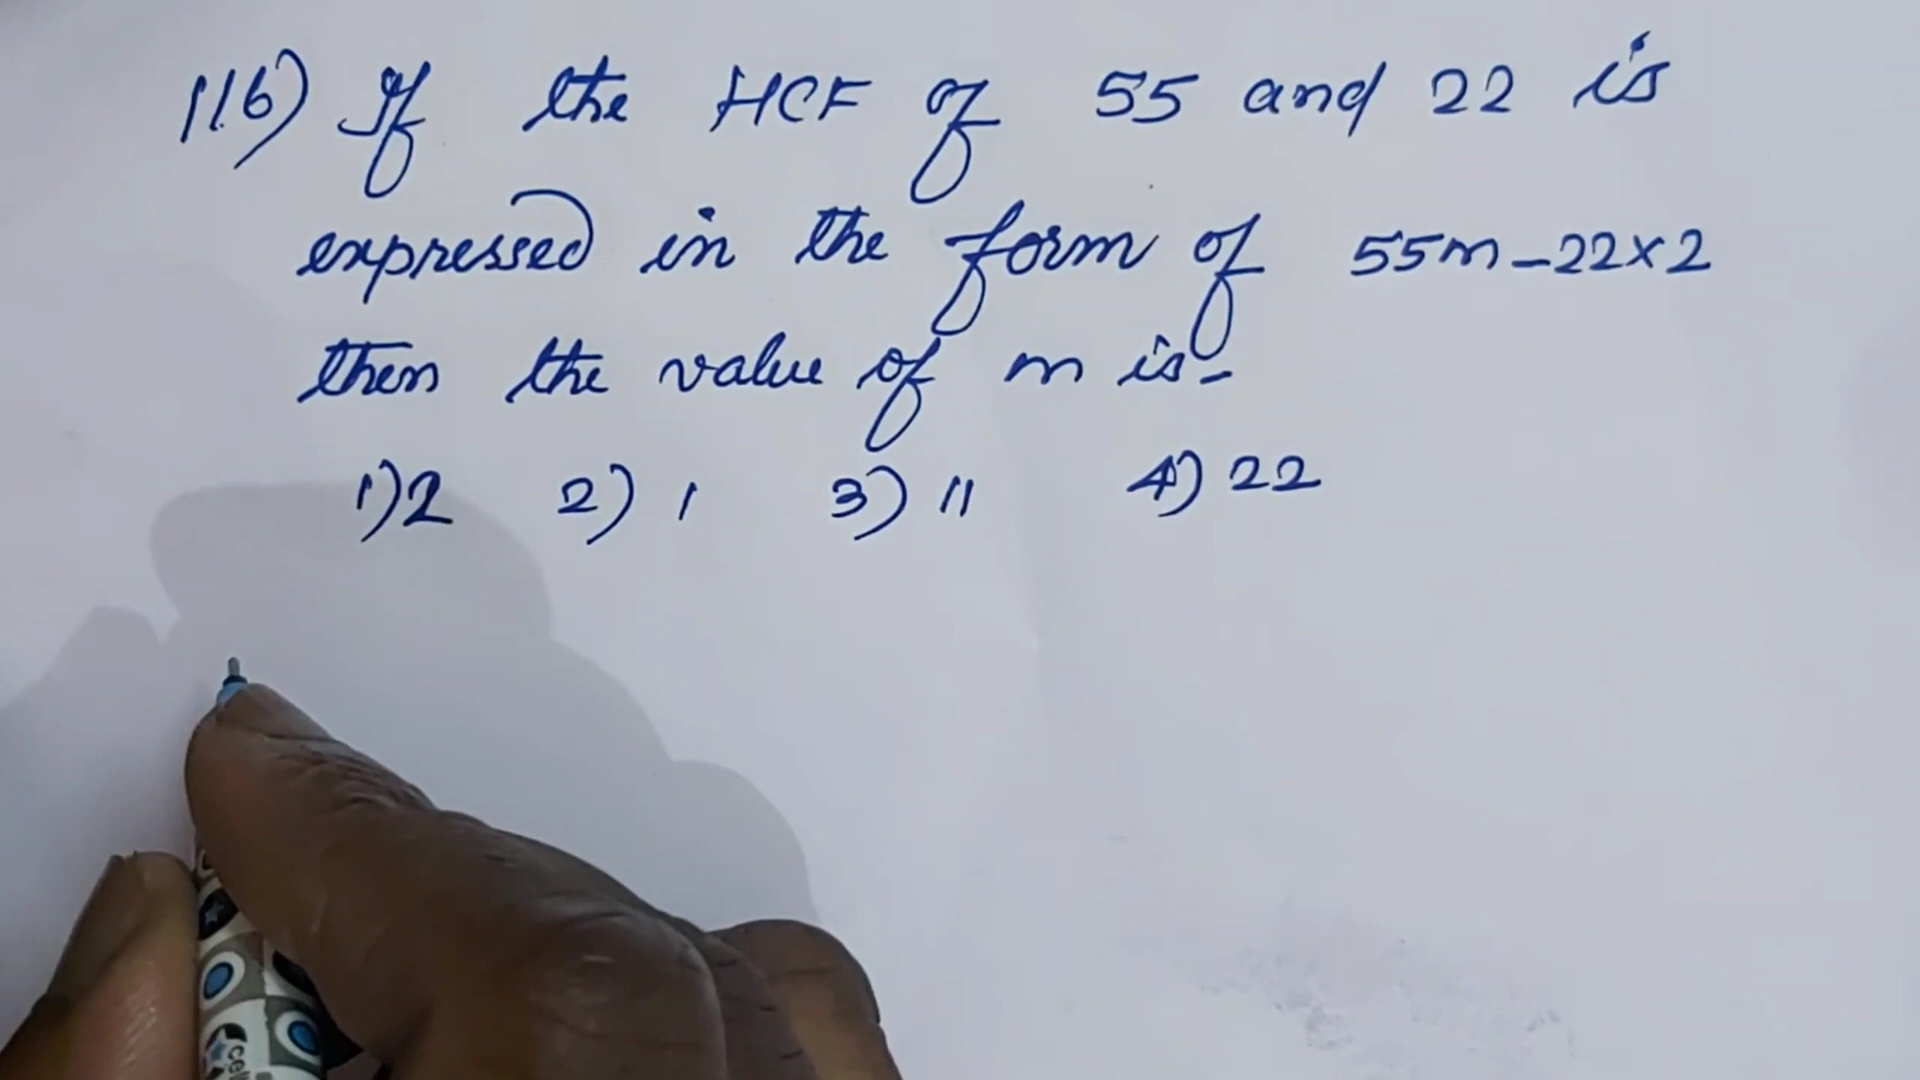 116) If the HCF of 55 and 22 is
expressed in the form of 55m-22×2
then the value of m is-
1) 2 2) 1 3) 11 4) 22
cell